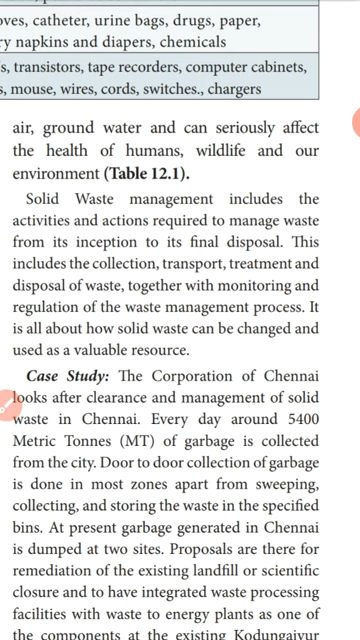 oves, catheter, urine bags, drugs, paper,
ry napkins and diapers, chemicals
s, transistors, tape recorders, computer cabinets,
s, mouse, wires, cords, switches., chargers
air, ground water and can seriously affect
the health of humans, wildlife and our
environment (Table 12.1).
Solid Waste management includes the
activities and actions required to manage waste
from its inception to its final disposal. This
includes the collection, transport, treatment and
disposal of waste, together with monitoring and
regulation of the waste management process. It
is all about how solid waste can be changed and
used as a valuable resource.
Case Study: The Corporation of Chennai
looks after clearance and management of solid
waste in Chennai. Every day around 5400
Metric Tonnes (MT) of garbage is collected
from the city. Door to door collection of garbage
is done in most zones apart from sweeping,
collecting, and storing the waste in the specified
bins. At present garbage generated in Chennai
is dumped at two sites. Proposals are there for
remediation of the existing landfill or scientific
closure and to have integrated waste processing
facilities with waste to energy plants as one of
the components at the existing Kodungaiyur